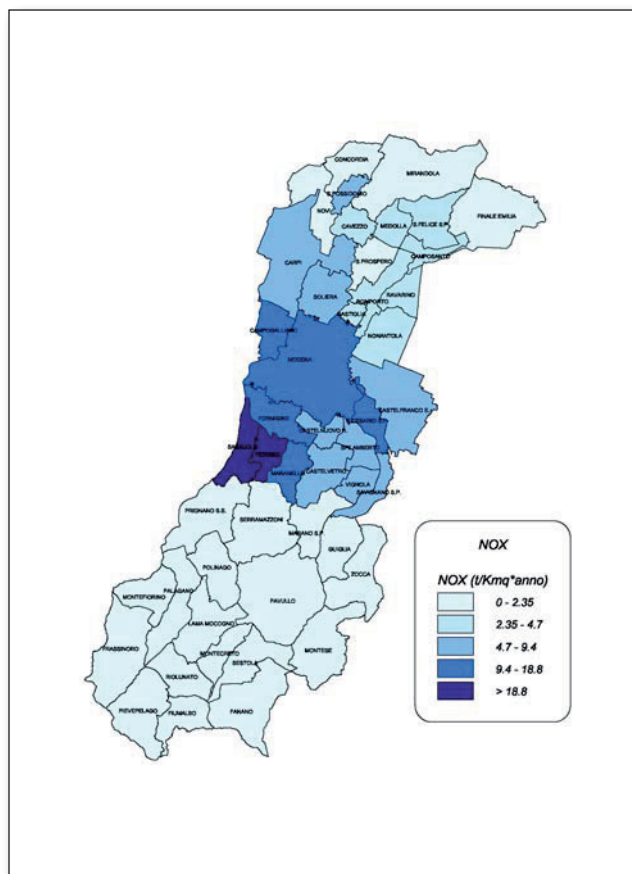 CONCORDIA
MIRANDOLA
S.POSSIDONIO
NOVI
FINALE EMILIA
CAVEZZO
MEDOLLA
S.FELICE S.P.
CAMPOSANTO
S.PROSPERO
CARPI
SOLIERA
BOMPORTO
RAVARINO
BASTIGLIA
NONANTOLA
CAMPOGALLIANO
MODENA
CASTELFRANCO E.
FORMIGINE
CASTELNUOVO R.
SPILAMBERTO
MARANELLO
CASTELVETRO
VIGNOLA
SAVIGNANO S.P.
PRIGNANO S.S.
SERRAMAZZONI
MARANO S.P.
GUIGLIA
ZOCCA
POLINAGO
PALAGANO
MONTEFIORINO
PAVULLO
LAMA MOCOGNO
FRASSINORO
MONTECRETO
MONTESE
SESTOLA
RIOLUNATO
PIEVEPELAGO
FIUMALBO
FANANO
NOX
NOX (t/Kmq*anno)
0 - 2.35
2.35 - 4.7
4.7 - 9.4
9.4 - 18.8
> 18.8